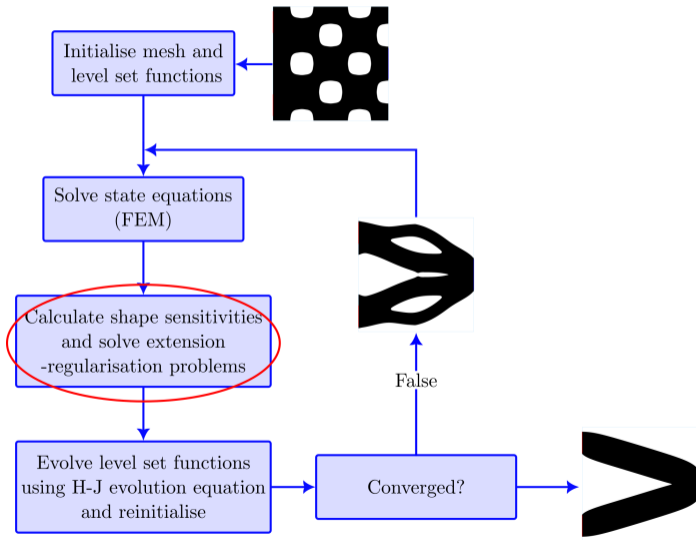 Initialise mesh and
level set functions
Solve state equations
(FEM)
Calculate shape sensitivities
and solve extension
-regularisation problems
False
Evolve level set functions
using H-J evolution equation
and reinitialise
Converged?